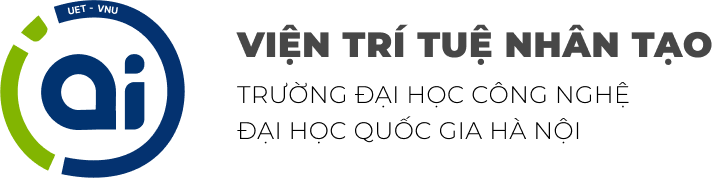 UET - VNU
ai
VIỆN TRÍ TUỆ NHÂN TẠO
TRƯỜNG ĐẠI HỌC CÔNG NGHỆ
ĐẠI HỌC QUỐC GIA HÀ NỘI